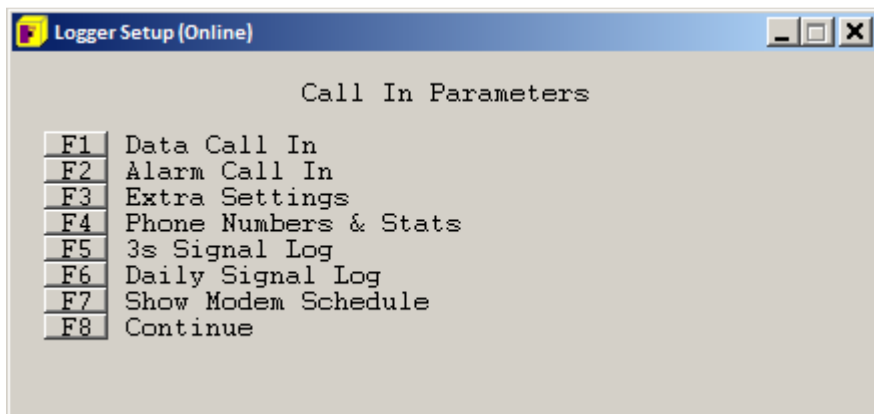 Logger Setup (Online)
Call In Parameters
F1 Data Call In
F2 Alarm Call In
F3 Extra Settings
F4 Phone Numbers & Stats
F5 3s Signal Log
F6 Daily Signal Log
F7 Show Modem Schedule
F8 Continue